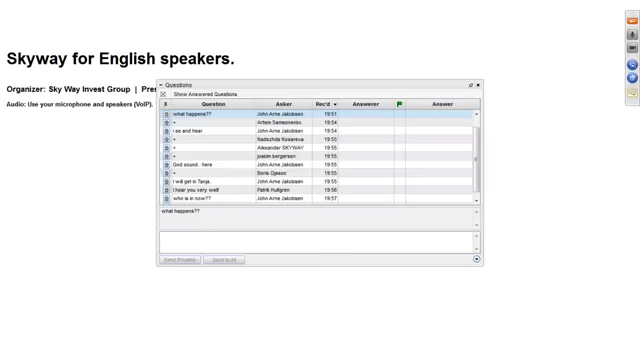 Skyway for English speakers.
Organizer: Sky Way Invest Group | Pres
Audio: Use your microphone and speakers (VoIP).
Questions
Show Answered Questions
X Question Asker Rec'd Answerer Answer
what happens?? John Arne Jakobsen 19:51
+ Artem Samsonenko 19:54
i se and hear John Arne Jakobsen 19:54
+ Nadezhda Kosareva 19:55
+ Alexander SKYWAY 19:55
+ joakim bergersen 19:55
God sound . here John Arne Jakobsen 19:55
+ Boris Ojasoo 19:55
I will get in Tanja. John Arne Jakobsen 19:55
I hear you very well! Patrik Hultgren 19:56
who is in now?? John Arne Jakobsen 19:57
what happens??
Send Privately Send to All